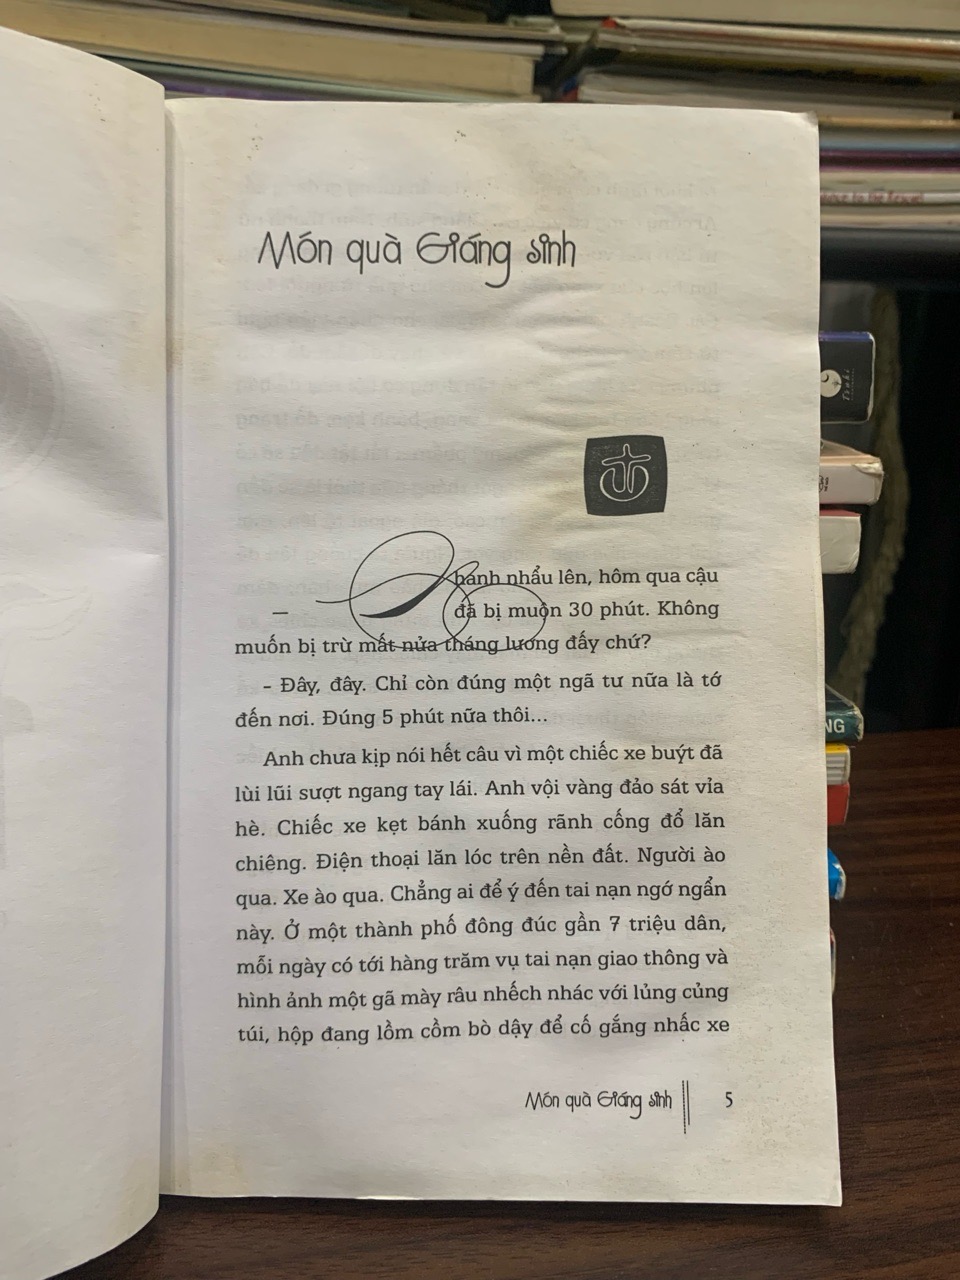 Món quà Giáng sinh
– Nhanh nhẩu lên, hôm qua cậu
đã bị muộn 30 phút. Không
muốn bị trừ mất nửa tháng lương đấy chứ?
- Đây, đây. Chỉ còn đúng một ngã tư nữa là tớ
đến nơi. Đúng 5 phút nữa thôi...
Anh chưa kịp nói hết câu vì một chiếc xe buýt đã
lùi lũi sượt ngang tay lái. Anh vội vàng đảo sát vỉa
hè. Chiếc xe kẹt bánh xuống rãnh cống đổ lăn
chiêng. Điện thoại lăn lóc trên nền đất. Người ào
qua. Xe ào qua. Chẳng ai để ý đến tai nạn ngớ ngẩn
này. Ở một thành phố đông đúc gần 7 triệu dân,
mỗi ngày có tới hàng trăm vụ tai nạn giao thông và
hình ảnh một gã mày râu nhếch nhác với lủng củng
túi, hộp đang lồm cồm bò dậy để cố gắng nhấc xe
Món quà Giáng sinh 5
Tsuki
NG